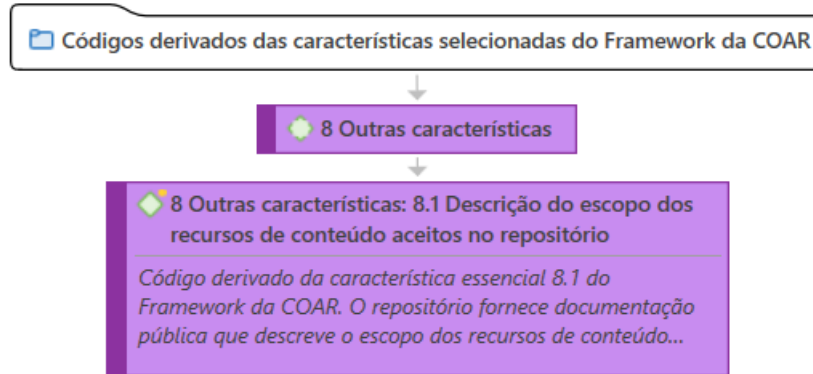 Códigos derivados das características selecionadas do Framework da COAR
8 Outras características
8 Outras características: 8.1 Descrição do escopo dos
recursos de conteúdo aceitos no repositório
Código derivado da característica essencial 8.1 do
Framework da COAR. O repositório fornece documentação
pública que descreve o escopo dos recursos de conteúdo...